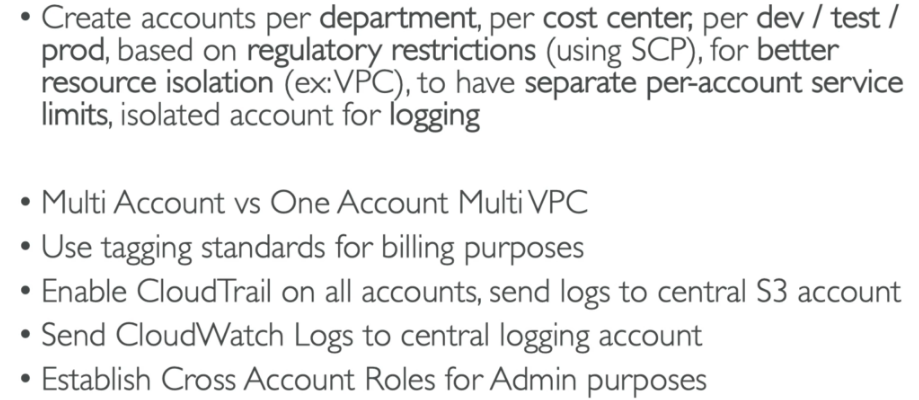 • Create accounts per department, per cost center, per dev / test /
prod, based on regulatory restrictions (using SCP), for better
resource isolation (ex: VPC), to have separate per-account service
limits, isolated account for logging
• Multi Account vs One Account Multi VPC
• Use tagging standards for billing purposes
• Enable CloudTrail on all accounts, send logs to central S3 account
• Send CloudWatch Logs to central logging account
• Establish Cross Account Roles for Admin purposes